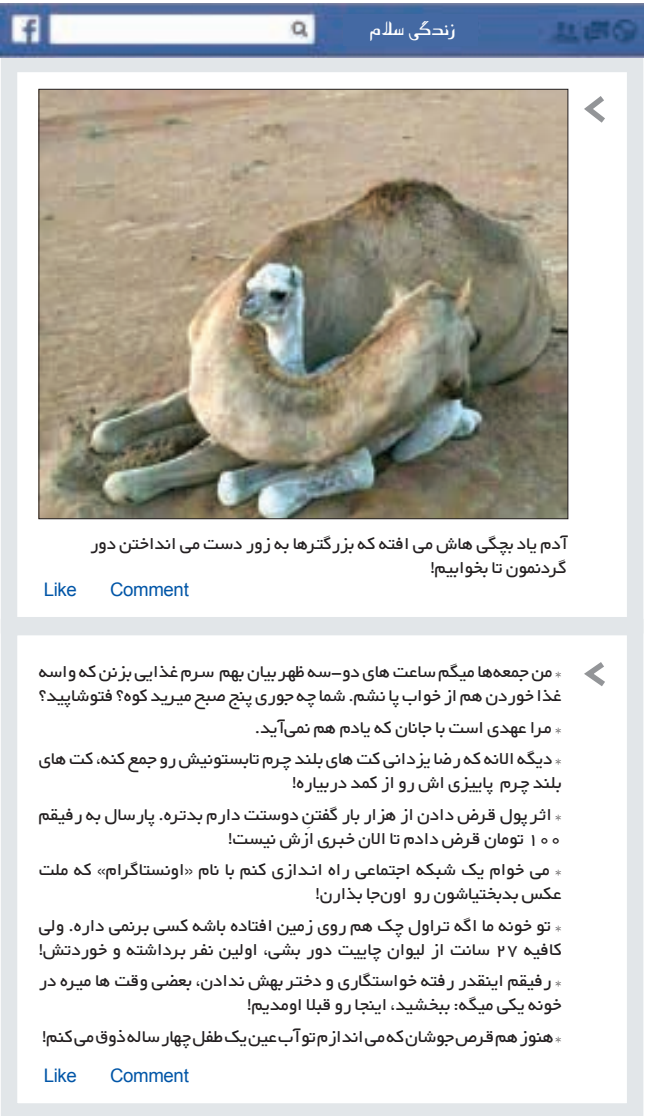 f
زندگی سلام
آدم یاد بچگی هاش می افته که بزرگترها به زور دست می انداختن دور
گردنمون تا بخوابیم!
Like Comment
* من جمعه‌ها میگم ساعت های دو-سه ظهر بیان بهم سرم غذایی بزنن که واسه
غذا خوردن هم از خواب پا نشم. شما چه جوری پنج صبح میرید کوه؟ فتوشاپید؟
* مرا عهدی است با جانان که یادم هم نمی‌آید.
* دیگه الانه که رضا یزدانی کت های بلند چرم تابستونیش رو جمع کنه، کت های
بلند چرم پاییزی اش رو از کمد دربیاره!
* اثر پول قرض دادن از هزار بار گفتنِ دوستت دارم بدتره. پارسال به رفیقم
۱۰۰ تومان قرض دادم تا الان خبری ازش نیست!
* می خوام یک شبکه اجتماعی راه اندازی کنم با نام «اونستاگرام» که ملت
عکس بدبختیاشون رو اون‌جا بذارن!
* تو خونه ما اگه تراول چک هم روی زمین افتاده باشه کسی برنمی داره. ولی
کافیه ۲۷ سانت از لیوان چاییت دور بشی، اولین نفر برداشته و خوردتش!
* رفیقم اینقدر رفته خواستگاری و دختر بهش ندادن، بعضی وقت ها میره در
خونه یکی میگه: ببخشید، اینجا رو قبلا اومدیم!
* هنوز هم قرص جوشان که می اندازم تو آب عین یک طفل چهار ساله ذوق می کنم!
Like Comment